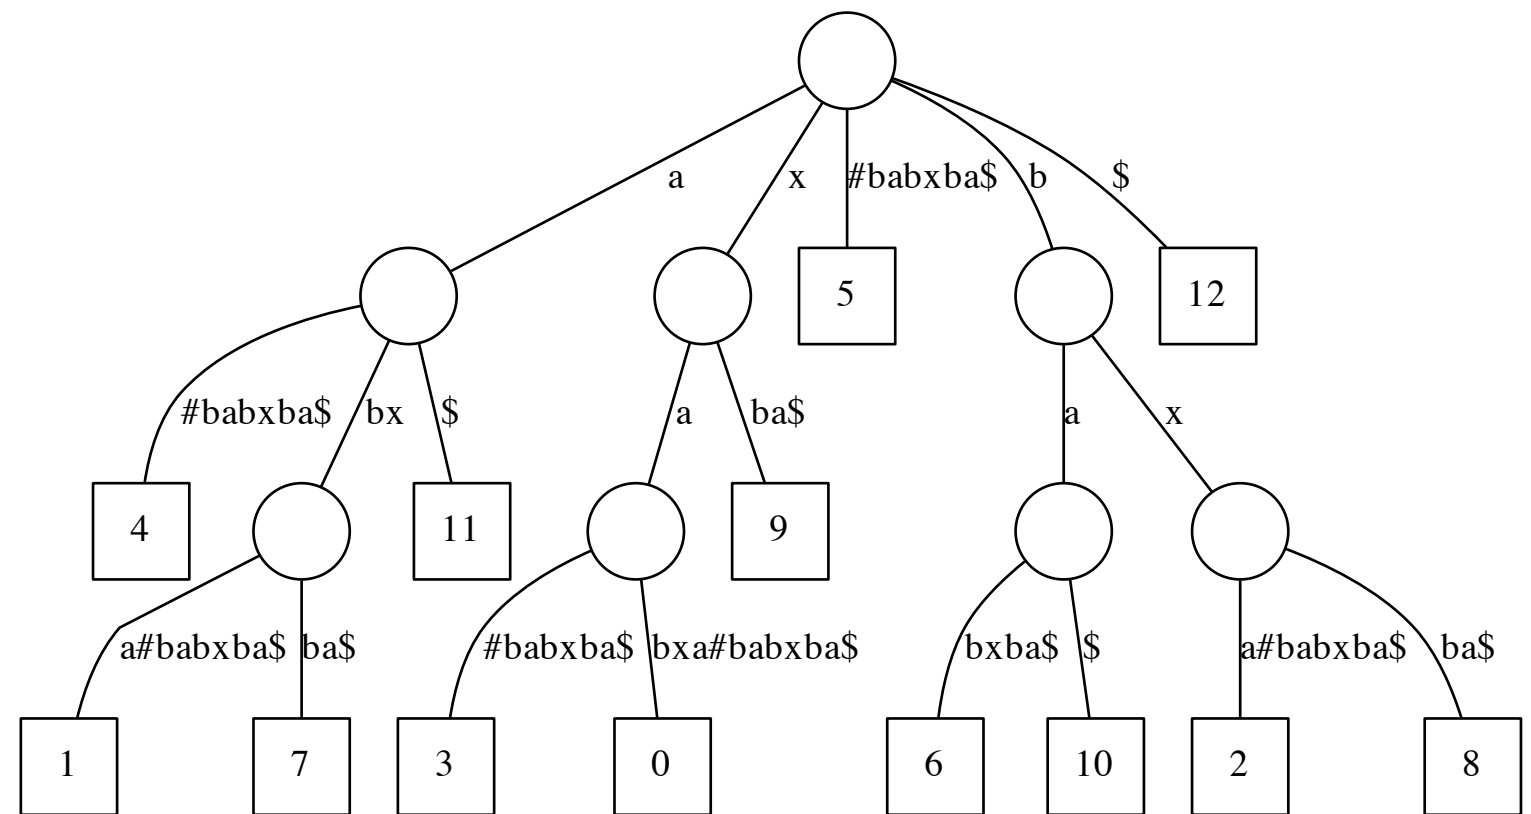 a x #babxba$ b $
5 12
#babxba$ bx $ a ba$ a x
4 11 9
a#babxba$ ba$ #babxba$ bxa#babxba$ bxba$ $ a#babxba$ ba$
1 7 3 0 6 10 2 8